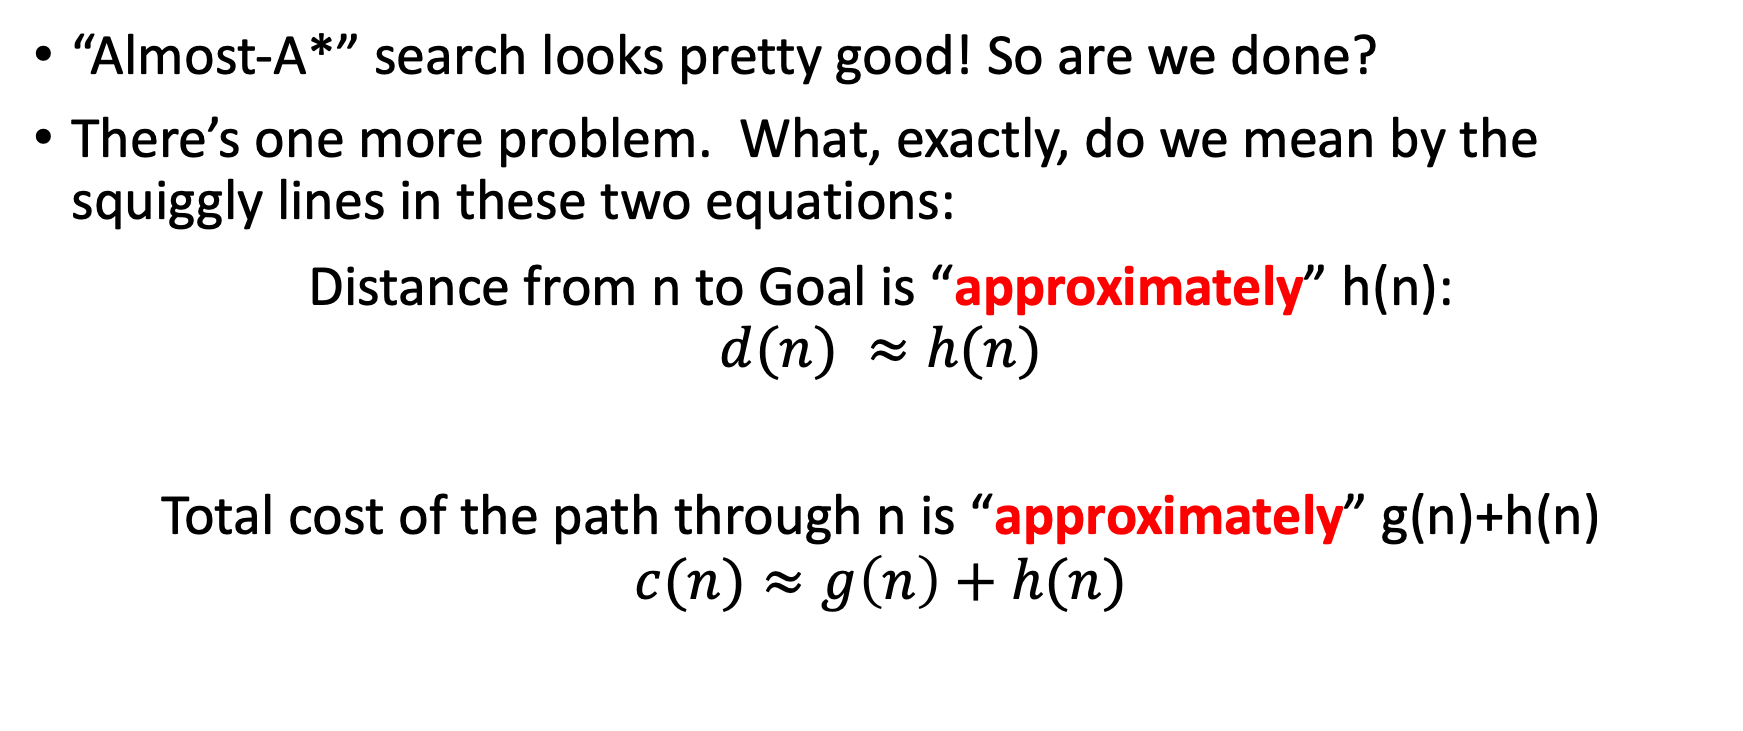 • “Almost-A*” search looks pretty good! So are we done?
• There’s one more problem.  What, exactly, do we mean by the
squiggly lines in these two equations:
Distance from n to Goal is “approximately” h(n):
d(n) ≈ h(n)
Total cost of the path through n is “approximately” g(n)+h(n)
c(n) ≈ g(n) + h(n)